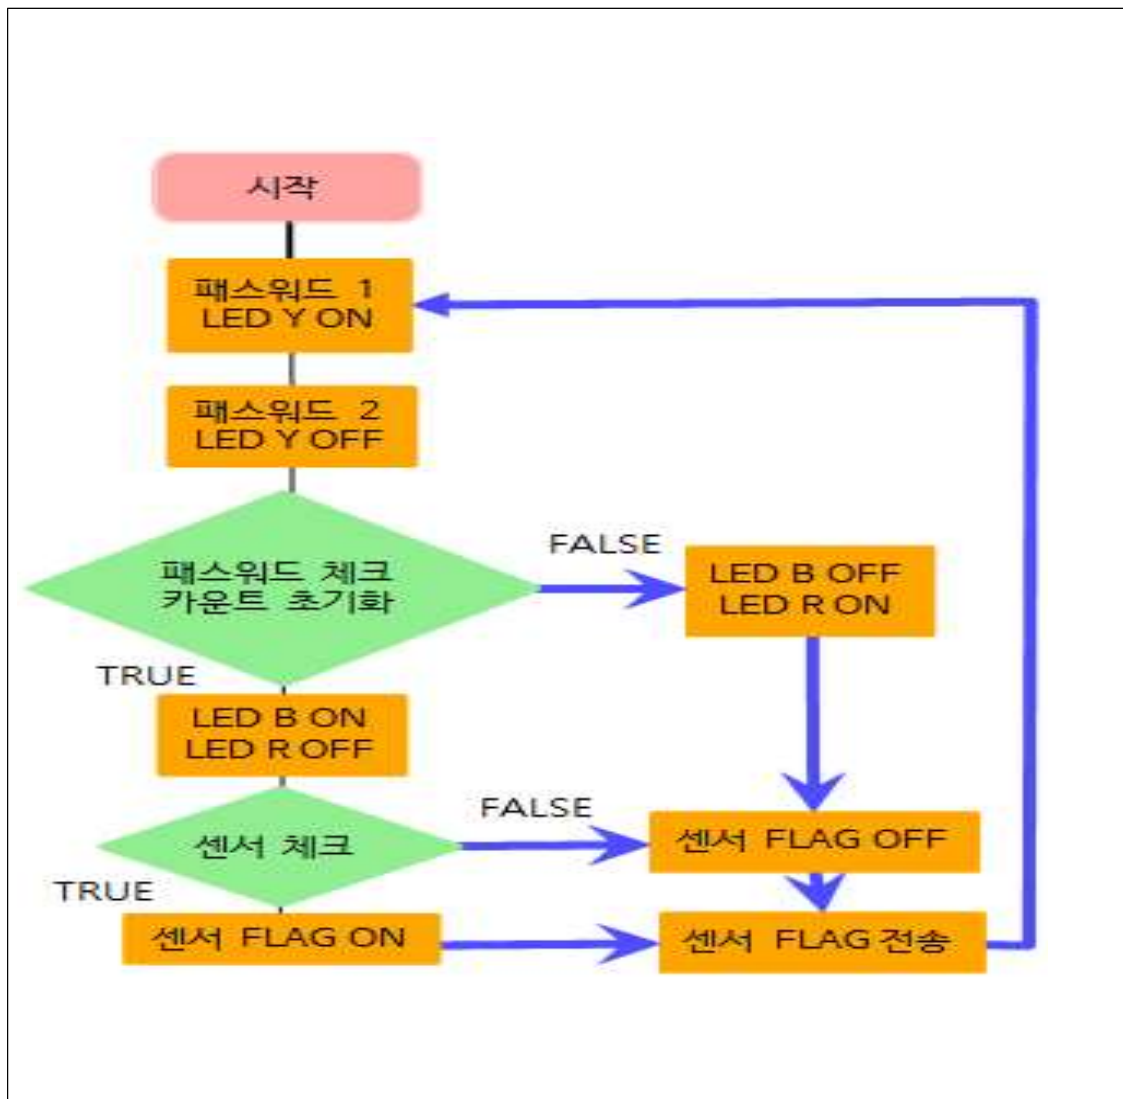 시작
패스워드 1
LED Y ON
패스워드 2
LED Y OFF
패스워드 체크
카운트 초기화
FALSE
LED B OFF
LED R ON
TRUE
LED B ON
LED R OFF
센서 체크
FALSE
센서 FLAG OFF
TRUE
센서 FLAG ON
센서 FLAG 전송